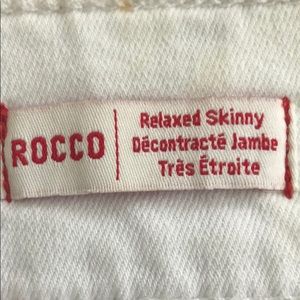 ROCCO
Relaxed Skinny
Décontracté Jambe
Très Étroite